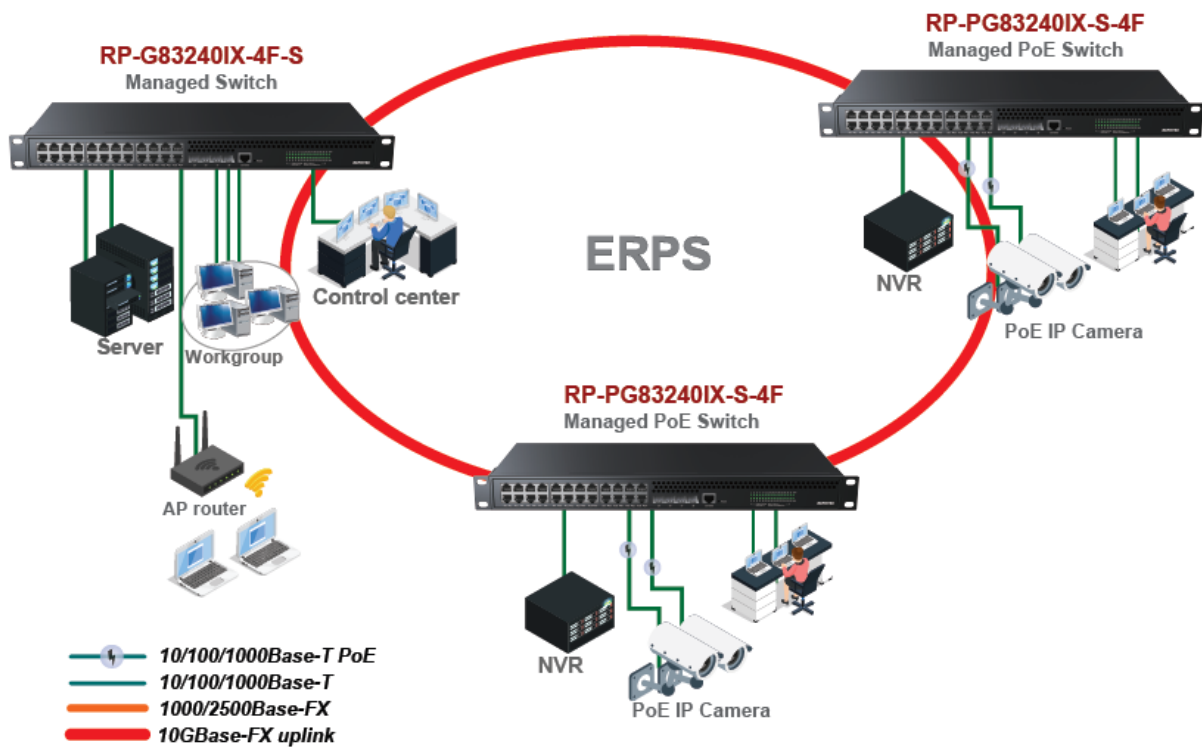 RP-G83240IX-4F-S
Managed Switch
RP-PG83240IX-S-4F
Managed PoE Switch
ERPS
Server
Workgroup
Control center
NVR
PoE IP Camera
RP-PG83240IX-S-4F
Managed PoE Switch
AP router
NVR
PoE IP Camera
10/100/1000Base-T PoE
10/100/1000Base-T
1000/2500Base-FX
10GBase-FX uplink